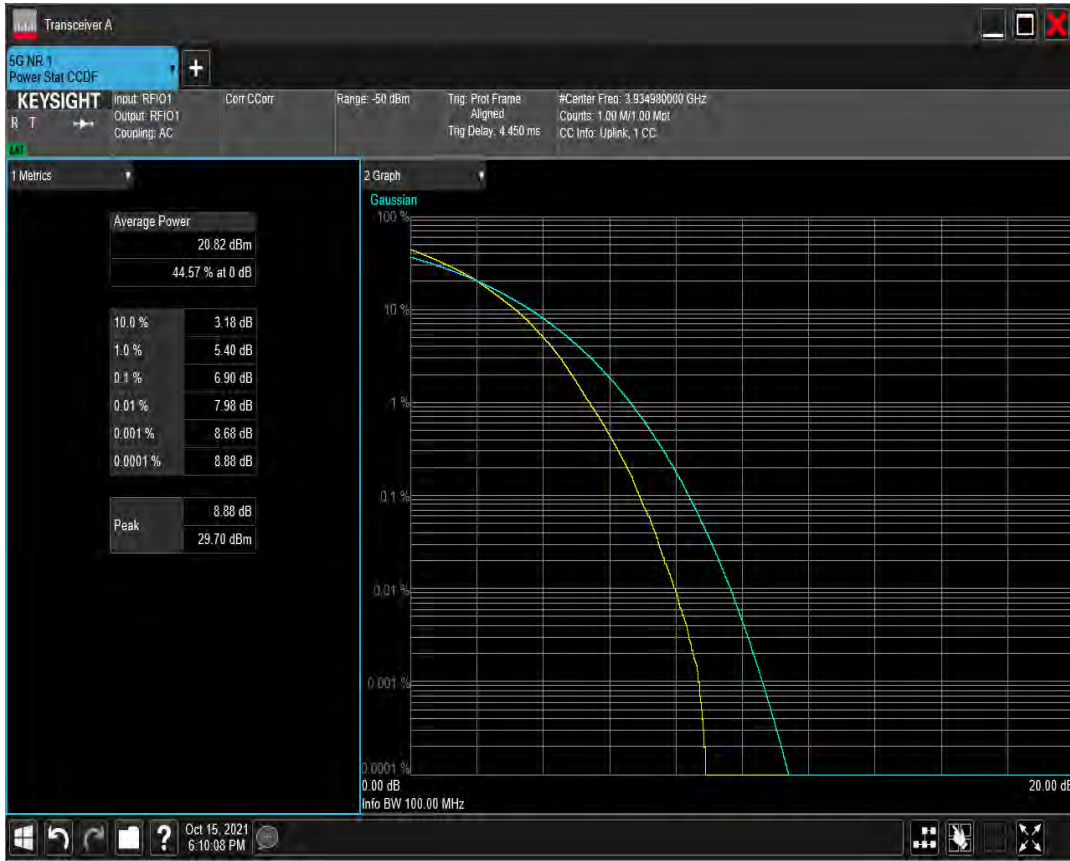 Transceiver A
5G NR 1
Power Stat CCDF
+
KEYSIGHT
R T
LXI
Input: RFIO1
Output: RFIO1
Coupling: AC
Corr CCorr
Range: -50 dBm
Trig: Prot Frame
Aligned
Trig Delay: 4.450 ms
#Center Freq: 3.934980000 GHz
Counts: 1.00 M/1.00 Mpt
CC Info: Uplink, 1 CC
1 Metrics
Average Power
20.82 dBm
44.57 % at 0 dB
10.0 % 3.18 dB
1.0 % 5.40 dB
0.1 % 6.90 dB
0.01 % 7.98 dB
0.001 % 8.68 dB
0.0001 % 8.88 dB
Peak 8.88 dB
29.70 dBm
2 Graph
Gaussian
100 %
10 %
1 %
0.1 %
0.01 %
0.001 %
0.0001 %
0.00 dB 20.00 dB
Info BW 100.00 MHz
?
Oct 15, 2021
6:10:08 PM